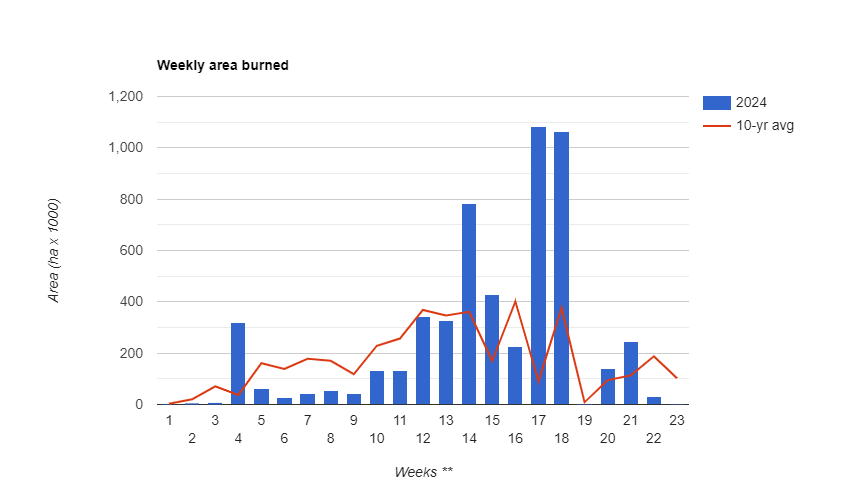 Weekly area burned
1,200
1,000
800
600
400
200
0
Area (ha x 1000)
1 3 5 7 9 11 13 15 17 19 21 23
2 4 6 8 10 12 14 16 18 20 22
Weeks **
2024
10-yr avg